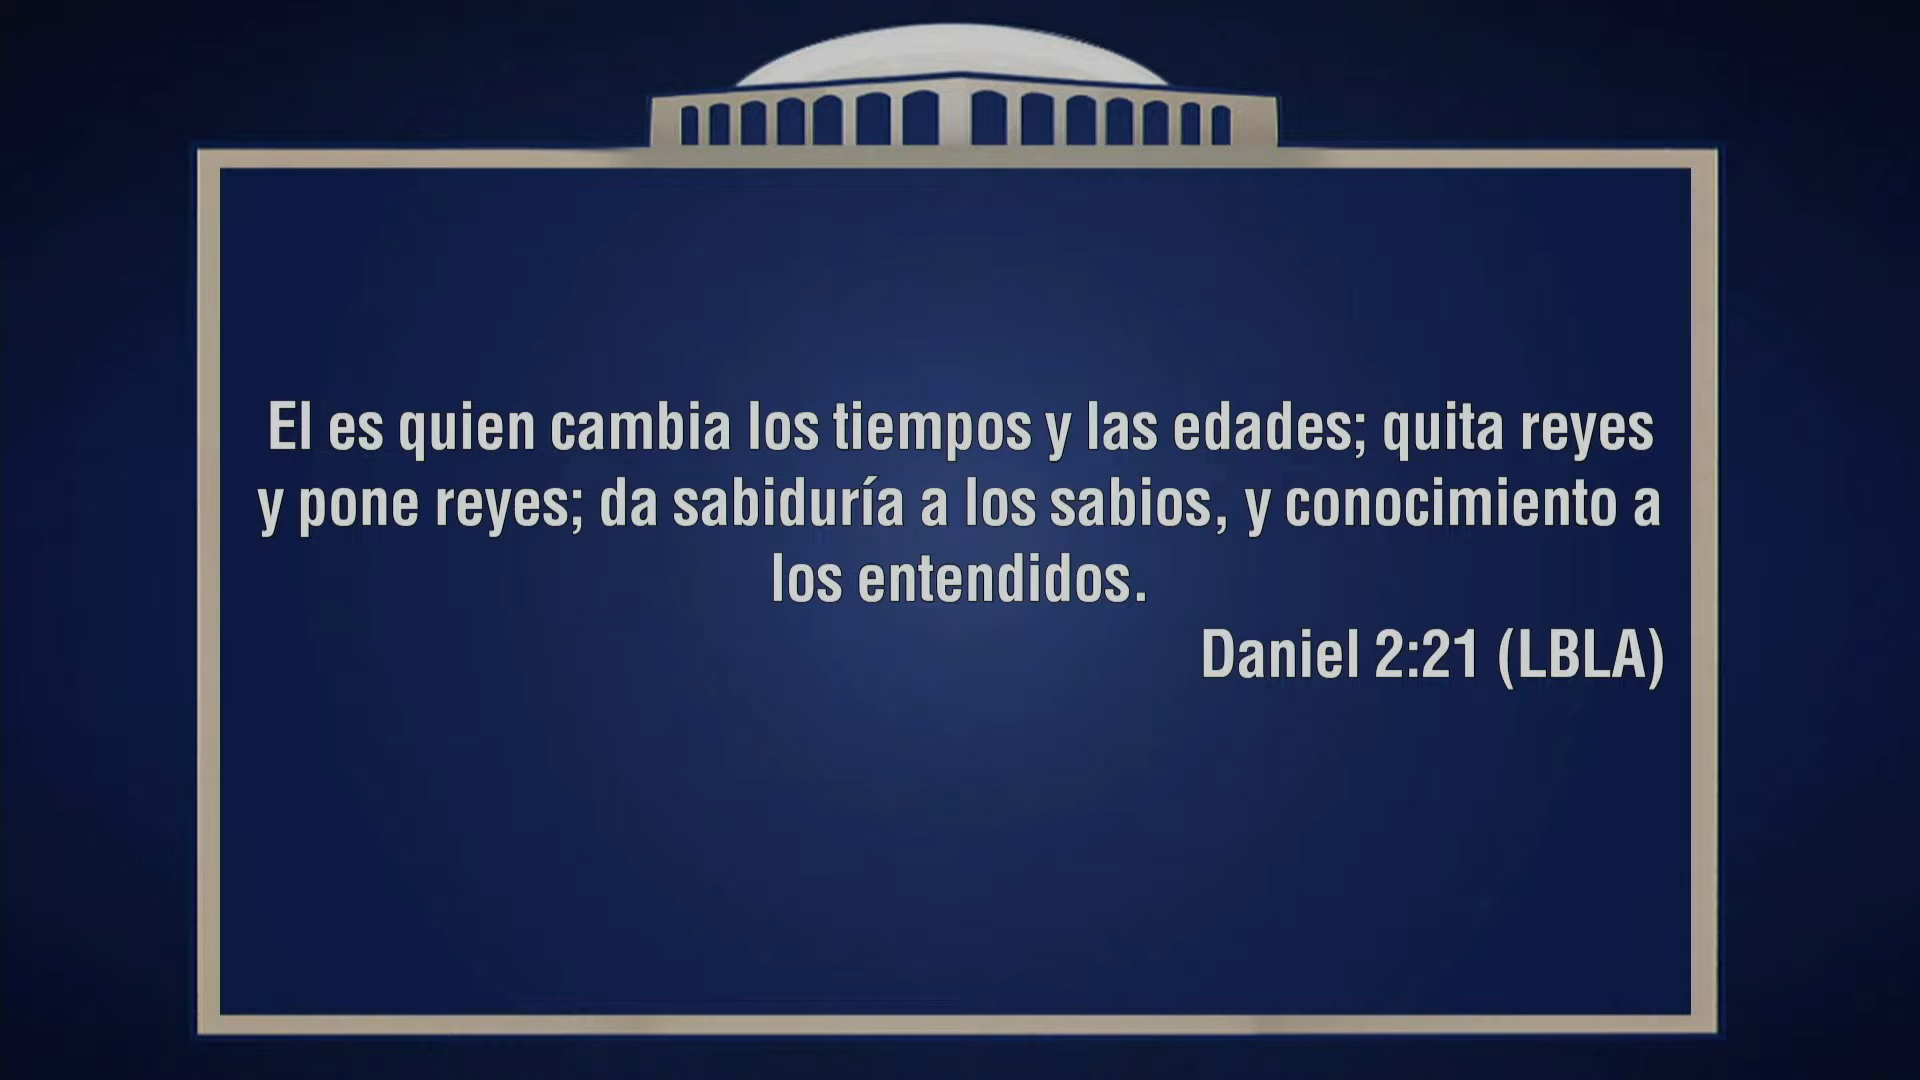 El es quien cambia los tiempos y las edades; quita reyes
y pone reyes; da sabiduría a los sabios, y conocimiento a
los entendidos.
Daniel 2:21 (LBLA)